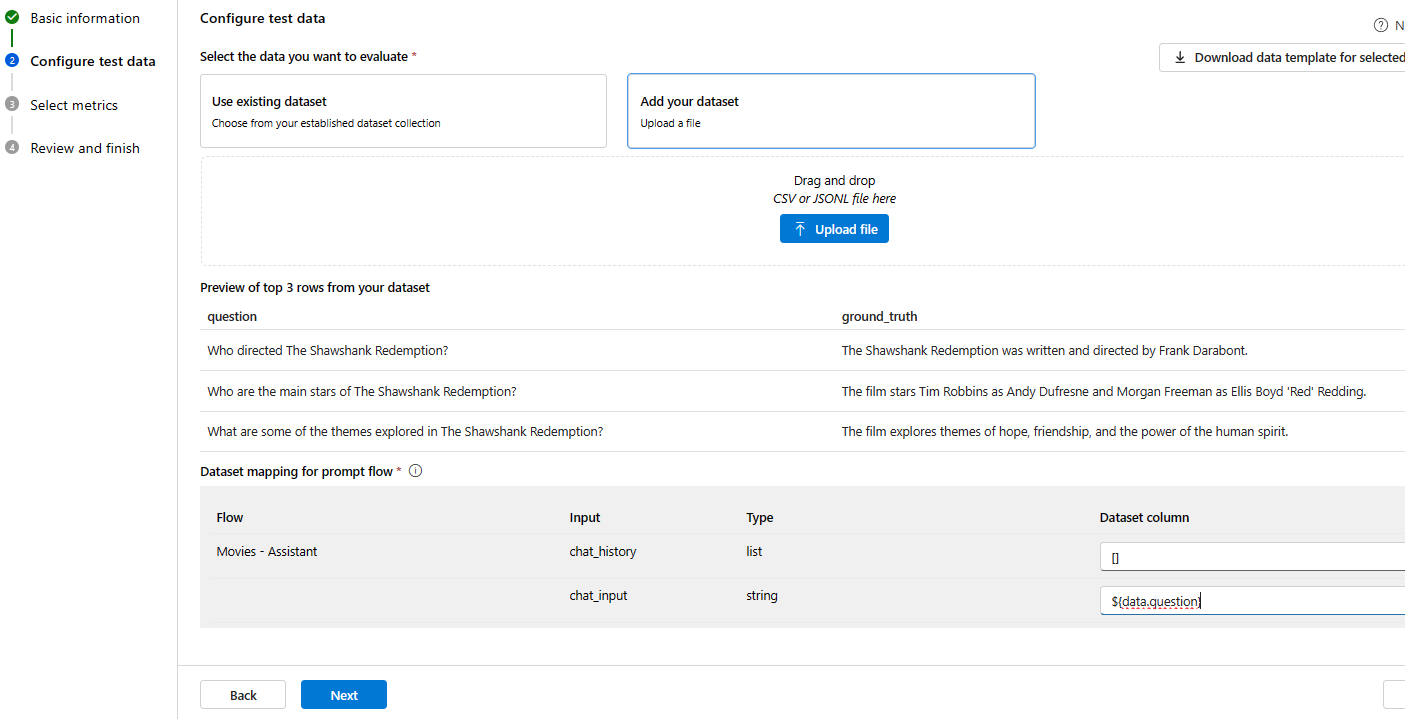 Basic information
2 Configure test data
3 Select metrics
4 Review and finish
Configure test data
? N
Select the data you want to evaluate *
Download data template for selected
Use existing dataset
Choose from your established dataset collection
Add your dataset
Upload a file
Drag and drop
CSV or JSONL file here
Upload file
Preview of top 3 rows from your dataset
question ground_truth
Who directed The Shawshank Redemption? The Shawshank Redemption was written and directed by Frank Darabont.
Who are the main stars of The Shawshank Redemption? The film stars Tim Robbins as Andy Dufresne and Morgan Freeman as Ellis Boyd 'Red' Redding.
What are some of the themes explored in The Shawshank Redemption? The film explores themes of hope, friendship, and the power of the human spirit.
Dataset mapping for prompt flow *
Flow Input Type Dataset column
Movies - Assistant chat_history list []
chat_input string ${data.question}
Back Next